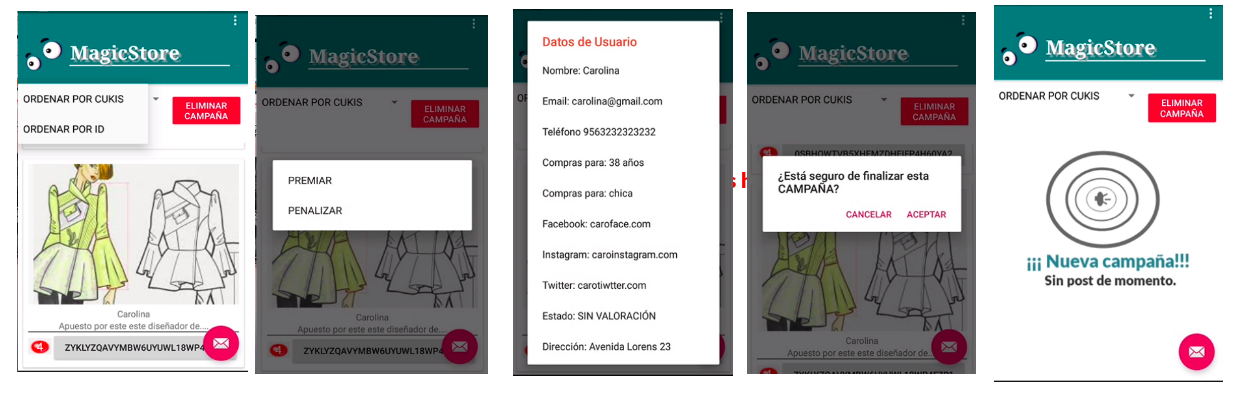 MagicStore
ORDENAR POR CUKIS
ELIMINAR
CAMPAÑA
ORDENAR POR ID
Carolina
Apuesto por este este diseñador de....
ZYKLYZQAVYMBW6UYUWL18WP4
MagicStore
ORDENAR POR CUKIS
ELIMINAR
CAMPAÑA
PREMIAR
PENALIZAR
Carolina
Apuesto por este este diseñador de....
ZYKLYZQAVYMBW6UYUWL18WP4
Datos de Usuario
Nombre: Carolina
Email: carolina@gmail.com
Teléfono 9563232323232
Compras para: 38 años
Compras para: chica
Facebook: caroface.com
Instagram: caroinstagram.com
Twitter: carotiwtter.com
Estado: SIN VALORACIÓN
Dirección: Avenida Lorens 23
MagicStore
ORDENAR POR CUKIS
ELIMINAR
CAMPAÑA
¿Está seguro de finalizar esta
CAMPAÑA?
CANCELAR ACEPTAR
Carolina
Apuesto por este este diseñador de....
MagicStore
ORDENAR POR CUKIS
ELIMINAR
CAMPAÑA
¡¡¡ Nueva campaña!!!
Sin post de momento.